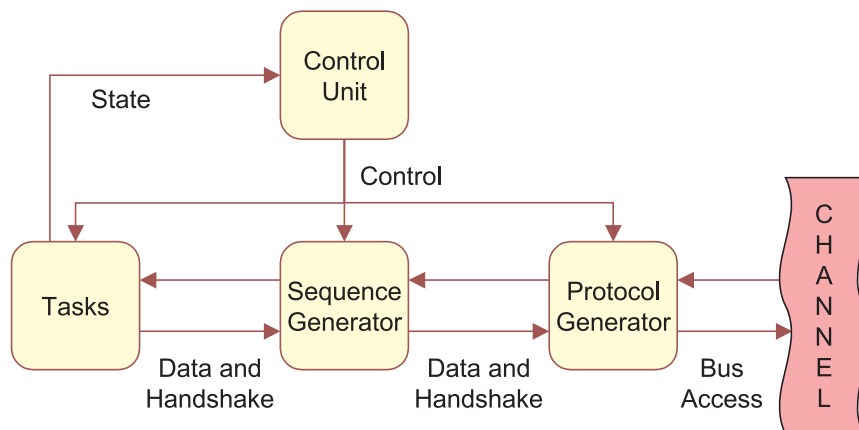 Control
Unit
State
Control
Tasks
Sequence
Generator
Protocol
Generator
Data and
Handshake
Data and
Handshake
Bus
Access
C
H
A
N
N
E
L